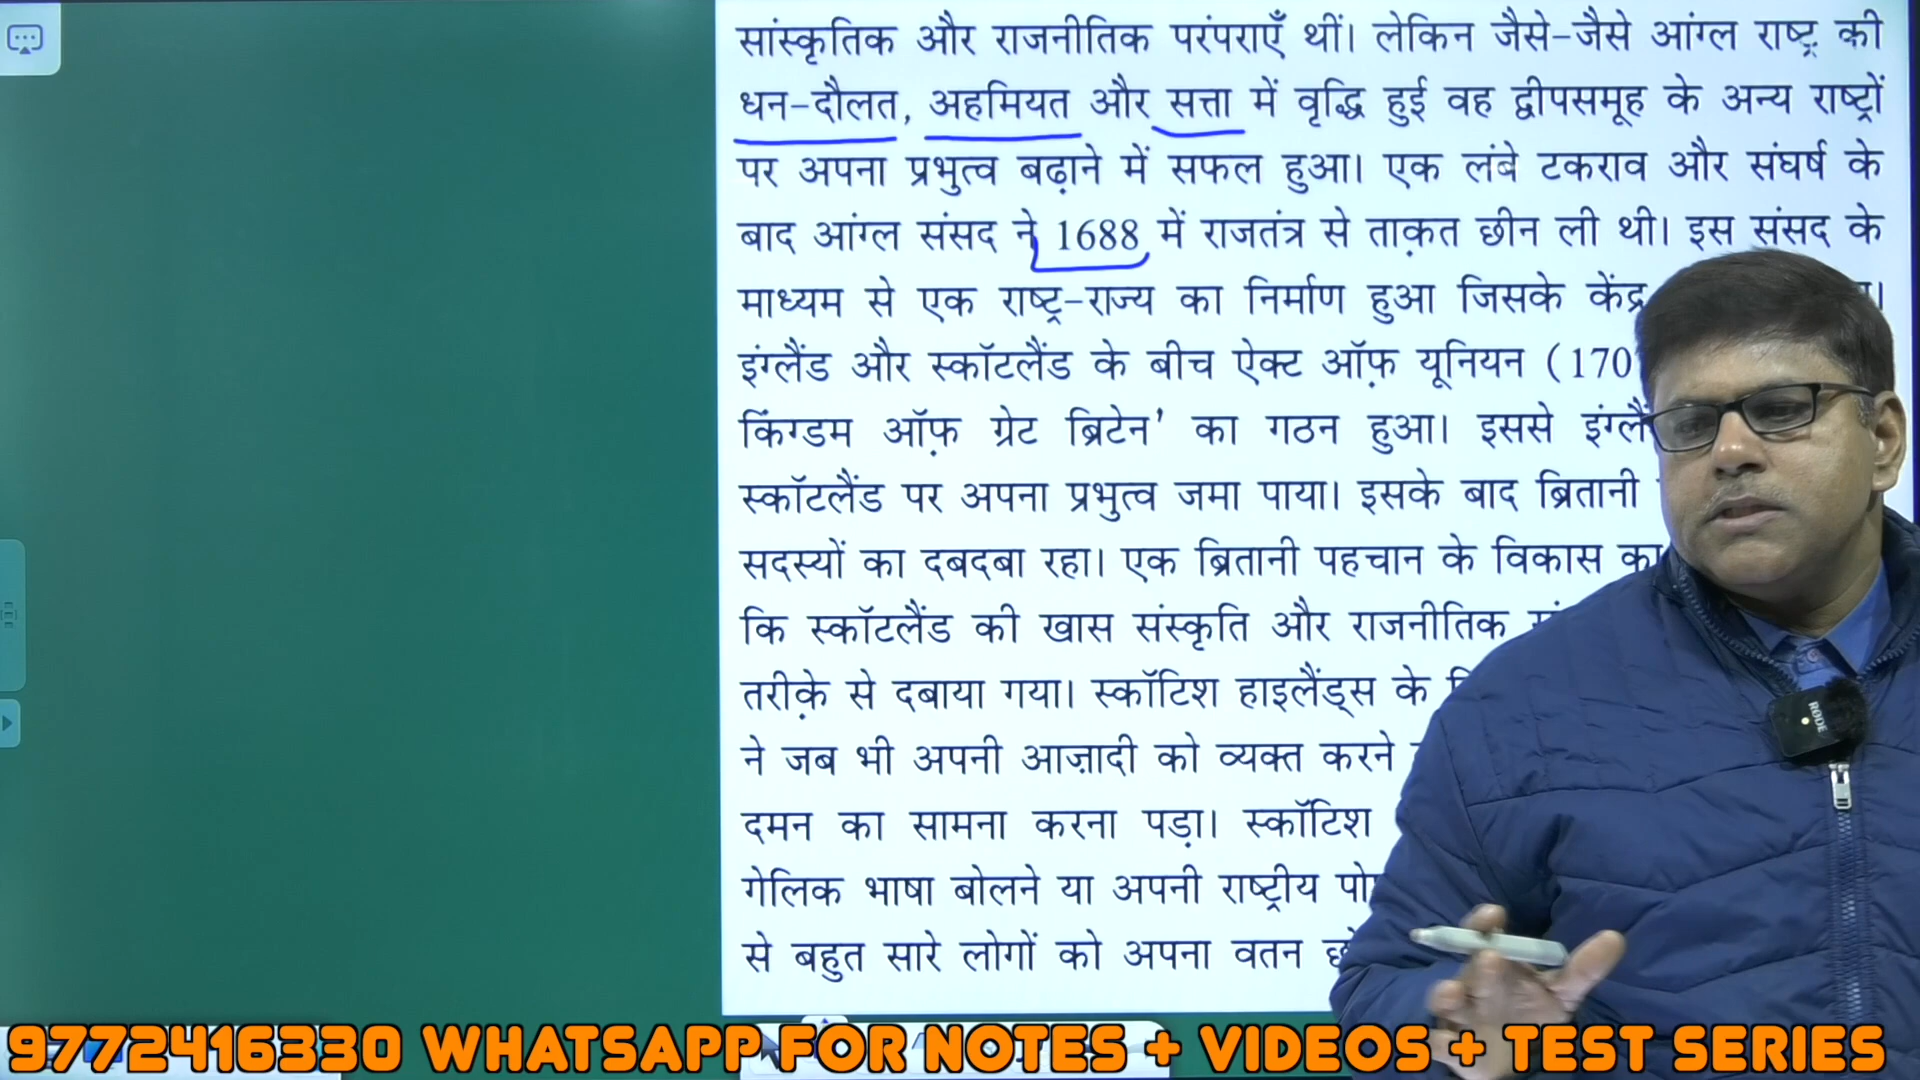 सांस्कृतिक और राजनीतिक परंपराएँ थीं। लेकिन जैसे-जैसे आंग्ल राष्ट्र की
धन-दौलत, अहमियत और सत्ता में वृद्धि हुई वह द्वीपसमूह के अन्य राष्ट्रों
पर अपना प्रभुत्व बढ़ाने में सफल हुआ। एक लंबे टकराव और संघर्ष के
बाद आंग्ल संसद ने 1688 में राजतंत्र से ताक़त छीन ली थी। इस संसद के
माध्यम से एक राष्ट्र-राज्य का निर्माण हुआ जिसके केंद्र
इंग्लैंड और स्कॉटलैंड के बीच ऐक्ट ऑफ़ यूनियन (170
किंग्डम ऑफ़ ग्रेट ब्रिटेन’ का गठन हुआ। इससे
स्कॉटलैंड पर अपना प्रभुत्व जमा पाया। इसके बाद ब्रितानी
सदस्यों का दबदबा रहा। एक ब्रितानी पहचान के विकास का
कि स्कॉटलैंड की खास संस्कृति और राजनीतिक
तरीक़े से दबाया गया। स्कॉटिश हाइलैंड्स के
ने जब भी अपनी आज़ादी को व्यक्त करने
दमन का सामना करना पड़ा। स्कॉटिश
गेलिक भाषा बोलने या अपनी राष्ट्रीय
से बहुत सारे लोगों को अपना वतन
RODE
9772416330 WHATSAPP FOR NOTES + VIDEOS + TEST SERIES